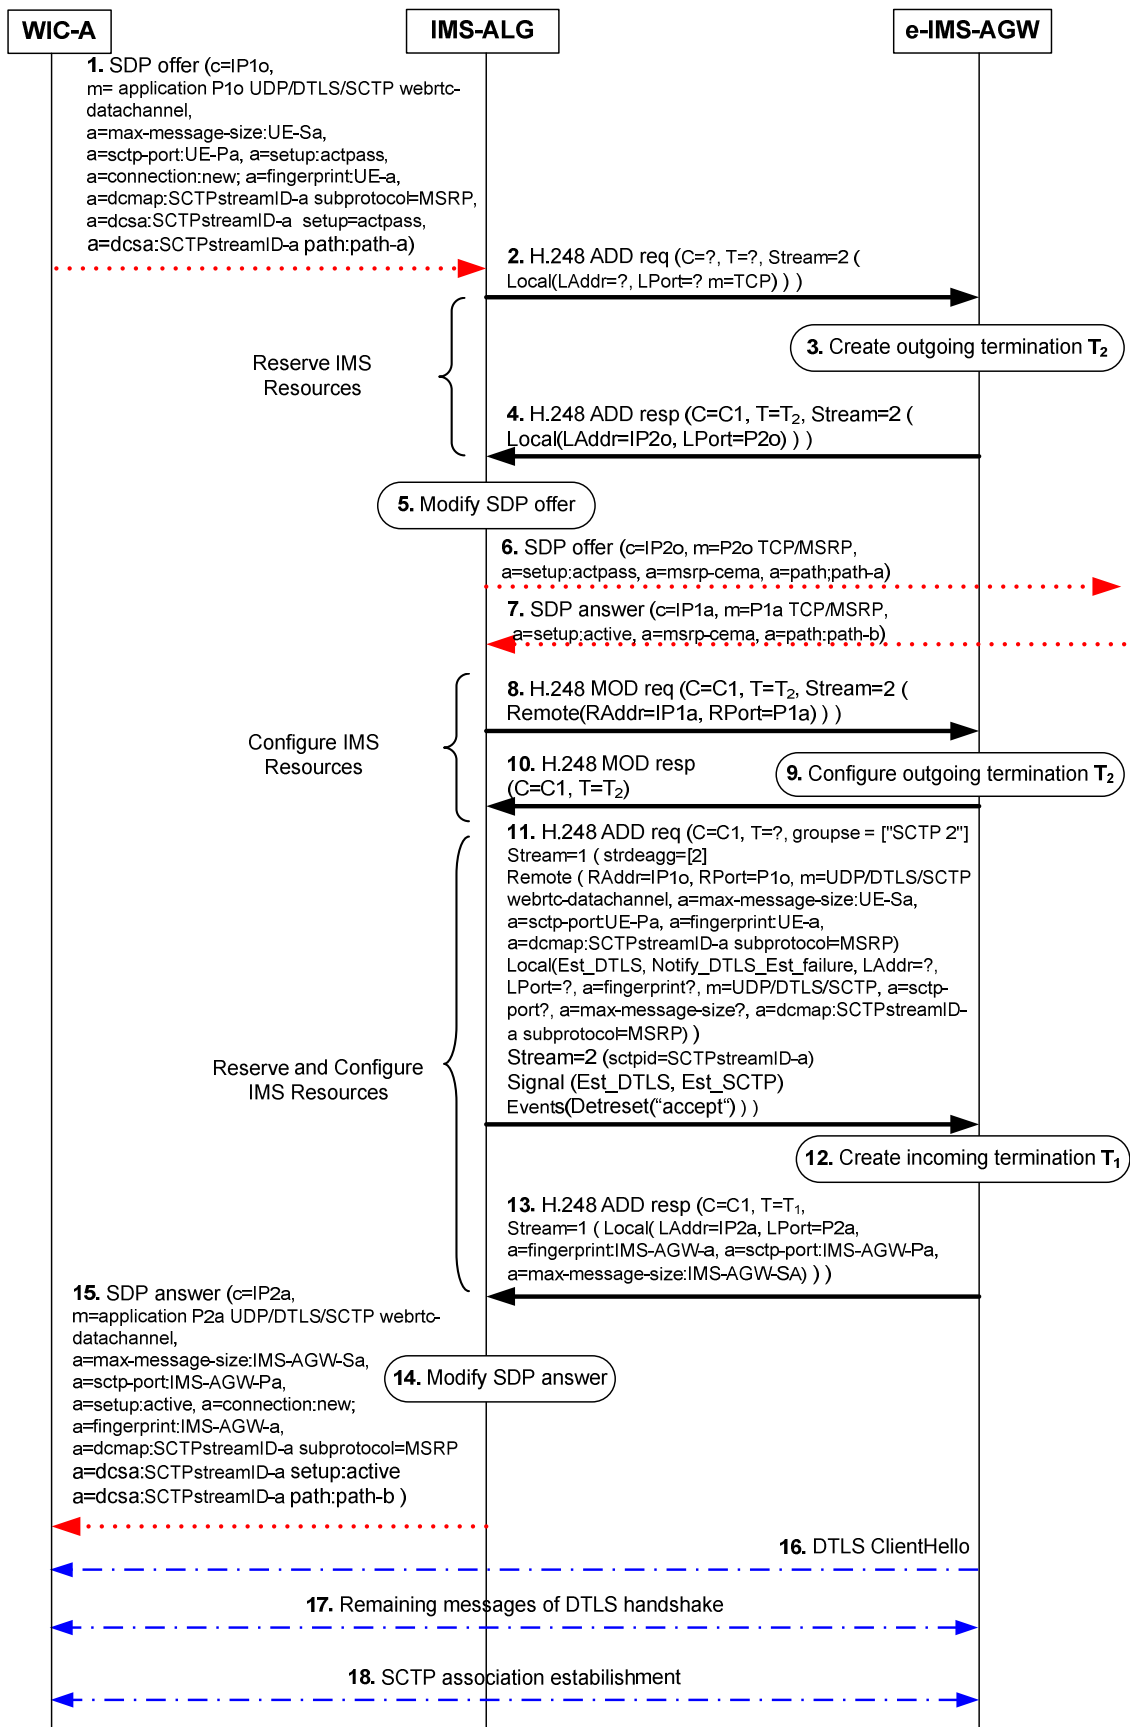 WIC-A
IMS-ALG
e-IMS-AGW
1. SDP offer (c=IP1o,
m= application P1o UDP/DTLS/SCTP webrtc-
datachannel,
a=max-message-size:UE-Sa,
a=sctp-port:UE-Pa, a=setup:actpass,
a=connection:new; a=fingerprint:UE-a,
a=dcmap:SCTPstreamID-a subprotocol=MSRP,
a=dcsa:SCTPstreamID-a setup=actpass,
a=dcsa:SCTPstreamID-a path:path-a)
2. H.248 ADD req (C=?, T=?, Stream=2 (
Local(LAddr=?, LPort=? m=TCP) ) )
3. Create outgoing termination T2
Reserve IMS
Resources
4. H.248 ADD resp (C=C1, T=T2, Stream=2 (
Local(LAddr=IP2o, LPort=P2o) ) )
5. Modify SDP offer
6. SDP offer (c=IP2o, m=P2o TCP/MSRP,
a=setup:actpass, a=msrp-cema, a=path;path-a)
7. SDP answer (c=IP1a, m=P1a TCP/MSRP,
a=setup:active, a=msrp-cema, a=path:path-b)
8. H.248 MOD req (C=C1, T=T2, Stream=2 (
Remote(RAddr=IP1a, RPort=P1a) ) )
Configure IMS
Resources
9. Configure outgoing termination T2
10. H.248 MOD resp
(C=C1, T=T2)
11. H.248 ADD req (C=C1, T=?, groupse = ["SCTP 2"]
Stream=1 ( strdeagg=[2]
Remote ( RAddr=IP1o, RPort=P1o, m=UDP/DTLS/SCTP
webrtc-datachannel, a=max-message-size:UE-Sa,
a=sctp-port:UE-Pa, a=fingerprint:UE-a,
a=dcmap:SCTPstreamID-a subprotocol=MSRP)
Local(Est_DTLS, Notify_DTLS_Est_failure, LAddr=?,
LPort=?, a=fingerprint?, m=UDP/DTLS/SCTP, a=sctp-
port?, a=max-message-size?, a=dcmap:SCTPstreamID-
a subprotocol=MSRP) )
Stream=2 (sctpid=SCTPstreamID-a)
Signal (Est_DTLS, Est_SCTP)
Events(Detreset(“accept“) ) )
Reserve and Configure
IMS Resources
12. Create incoming termination T1
13. H.248 ADD resp (C=C1, T=T1,
Stream=1 ( Local( LAddr=IP2a, LPort=P2a,
a=fingerprint:IMS-AGW-a, a=sctp-port:IMS-AGW-Pa,
a=max-message-size:IMS-AGW-SA) ) )
14. Modify SDP answer
15. SDP answer (c=IP2a,
m=application P2a UDP/DTLS/SCTP webrtc-
datachannel,
a=max-message-size:IMS-AGW-Sa,
a=sctp-port:IMS-AGW-Pa,
a=setup:active, a=connection:new;
a=fingerprint:IMS-AGW-a,
a=dcmap:SCTPstreamID-a subprotocol=MSRP
a=dcsa:SCTPstreamID-a setup:active
a=dcsa:SCTPstreamID-a path:path-b )
16. DTLS ClientHello
17. Remaining messages of DTLS handshake
18. SCTP association estabilishment